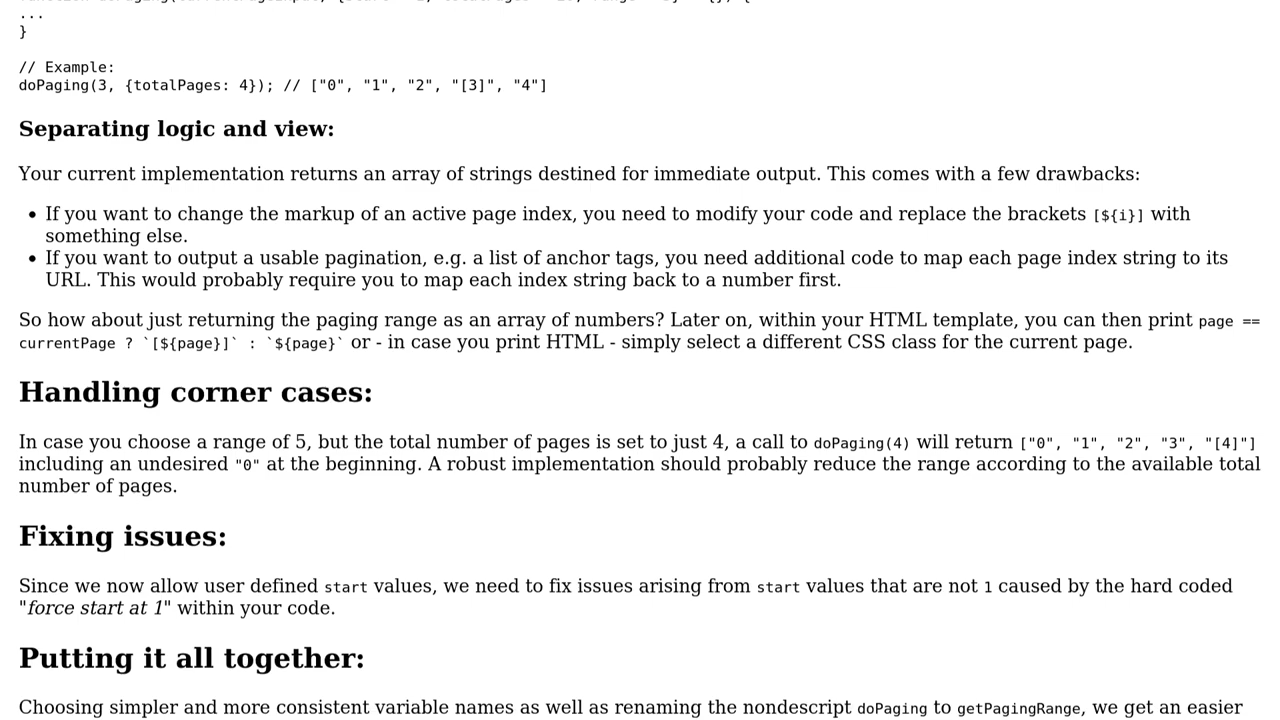 ...
}
// Example:
doPaging(3, {totalPages: 4}); // ["0", "1", "2", "[3]", "4"]
Separating logic and view:
Your current implementation returns an array of strings destined for immediate output. This comes with a few drawbacks:
• If you want to change the markup of an active page index, you need to modify your code and replace the brackets [${i}] with
something else.
• If you want to output a usable pagination, e.g. a list of anchor tags, you need additional code to map each page index string to its
URL. This would probably require you to map each index string back to a number first.
So how about just returning the paging range as an array of numbers? Later on, within your HTML template, you can then print page ==
currentPage ? `[${page}]` : `${page}` or - in case you print HTML - simply select a different CSS class for the current page.
Handling corner cases:
In case you choose a range of 5, but the total number of pages is set to just 4, a call to doPaging(4) will return ["0", "1", "2", "3", "[4]"]
including an undesired "0" at the beginning. A robust implementation should probably reduce the range according to the available total
number of pages.
Fixing issues:
Since we now allow user defined start values, we need to fix issues arising from start values that are not 1 caused by the hard coded
"force start at 1" within your code.
Putting it all together:
Choosing simpler and more consistent variable names as well as renaming the nondescript doPaging to getPagingRange, we get an easier